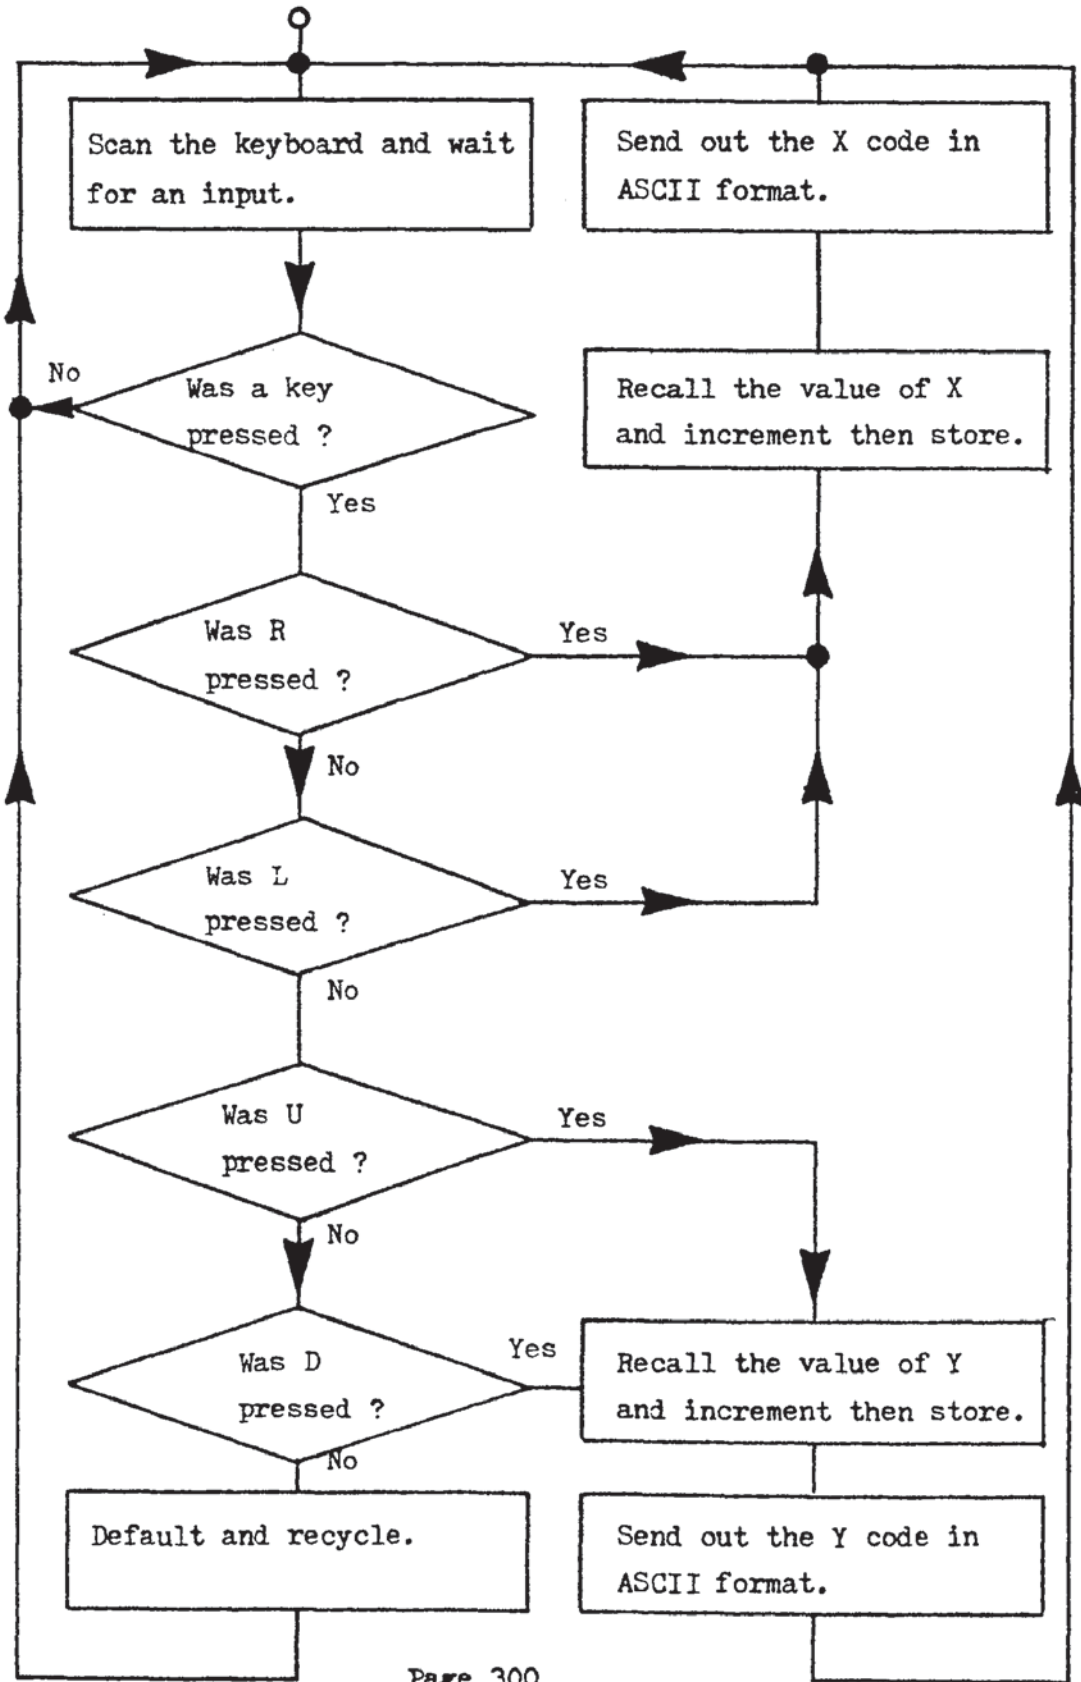 Scan the keyboard and wait
for an input.
Send out the X code in
ASCII format.
No
Was a key
pressed ?
Recall the value of X
and increment then store.
Yes
Was R
pressed ?
Yes
No
Was L
pressed ?
Yes
No
Was U
pressed ?
Yes
No
Was D
pressed ?
Yes
Recall the value of Y
and increment then store.
No
Default and recycle.
Send out the Y code in
ASCII format.
Page 300